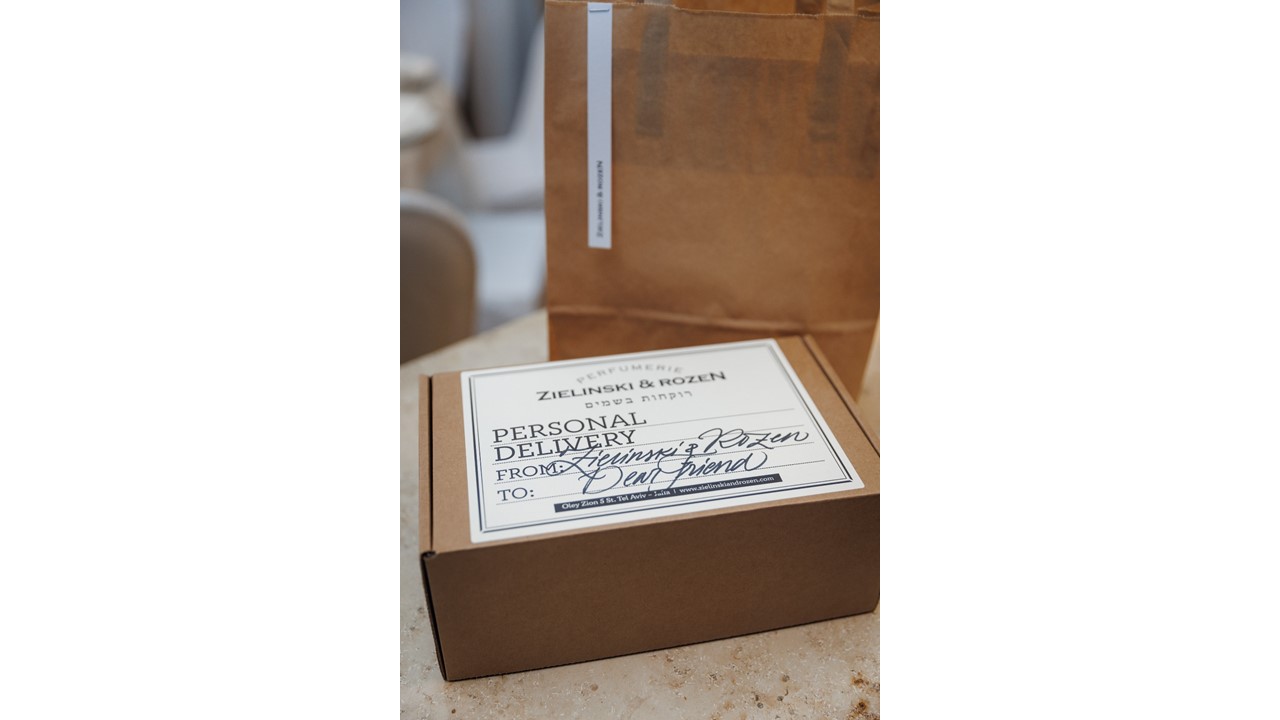 ZIELINSKI & ROZEN
PERFUMERIE
ZIELINSKI & ROZEN
רוקחות בשמים
PERSONAL
DELIVERY
FROM: Zielinski & Rozen
TO: Dear friend
Oley Zion 5 St. Tel Aviv - Jaffa | www.zielinskiandrozen.com